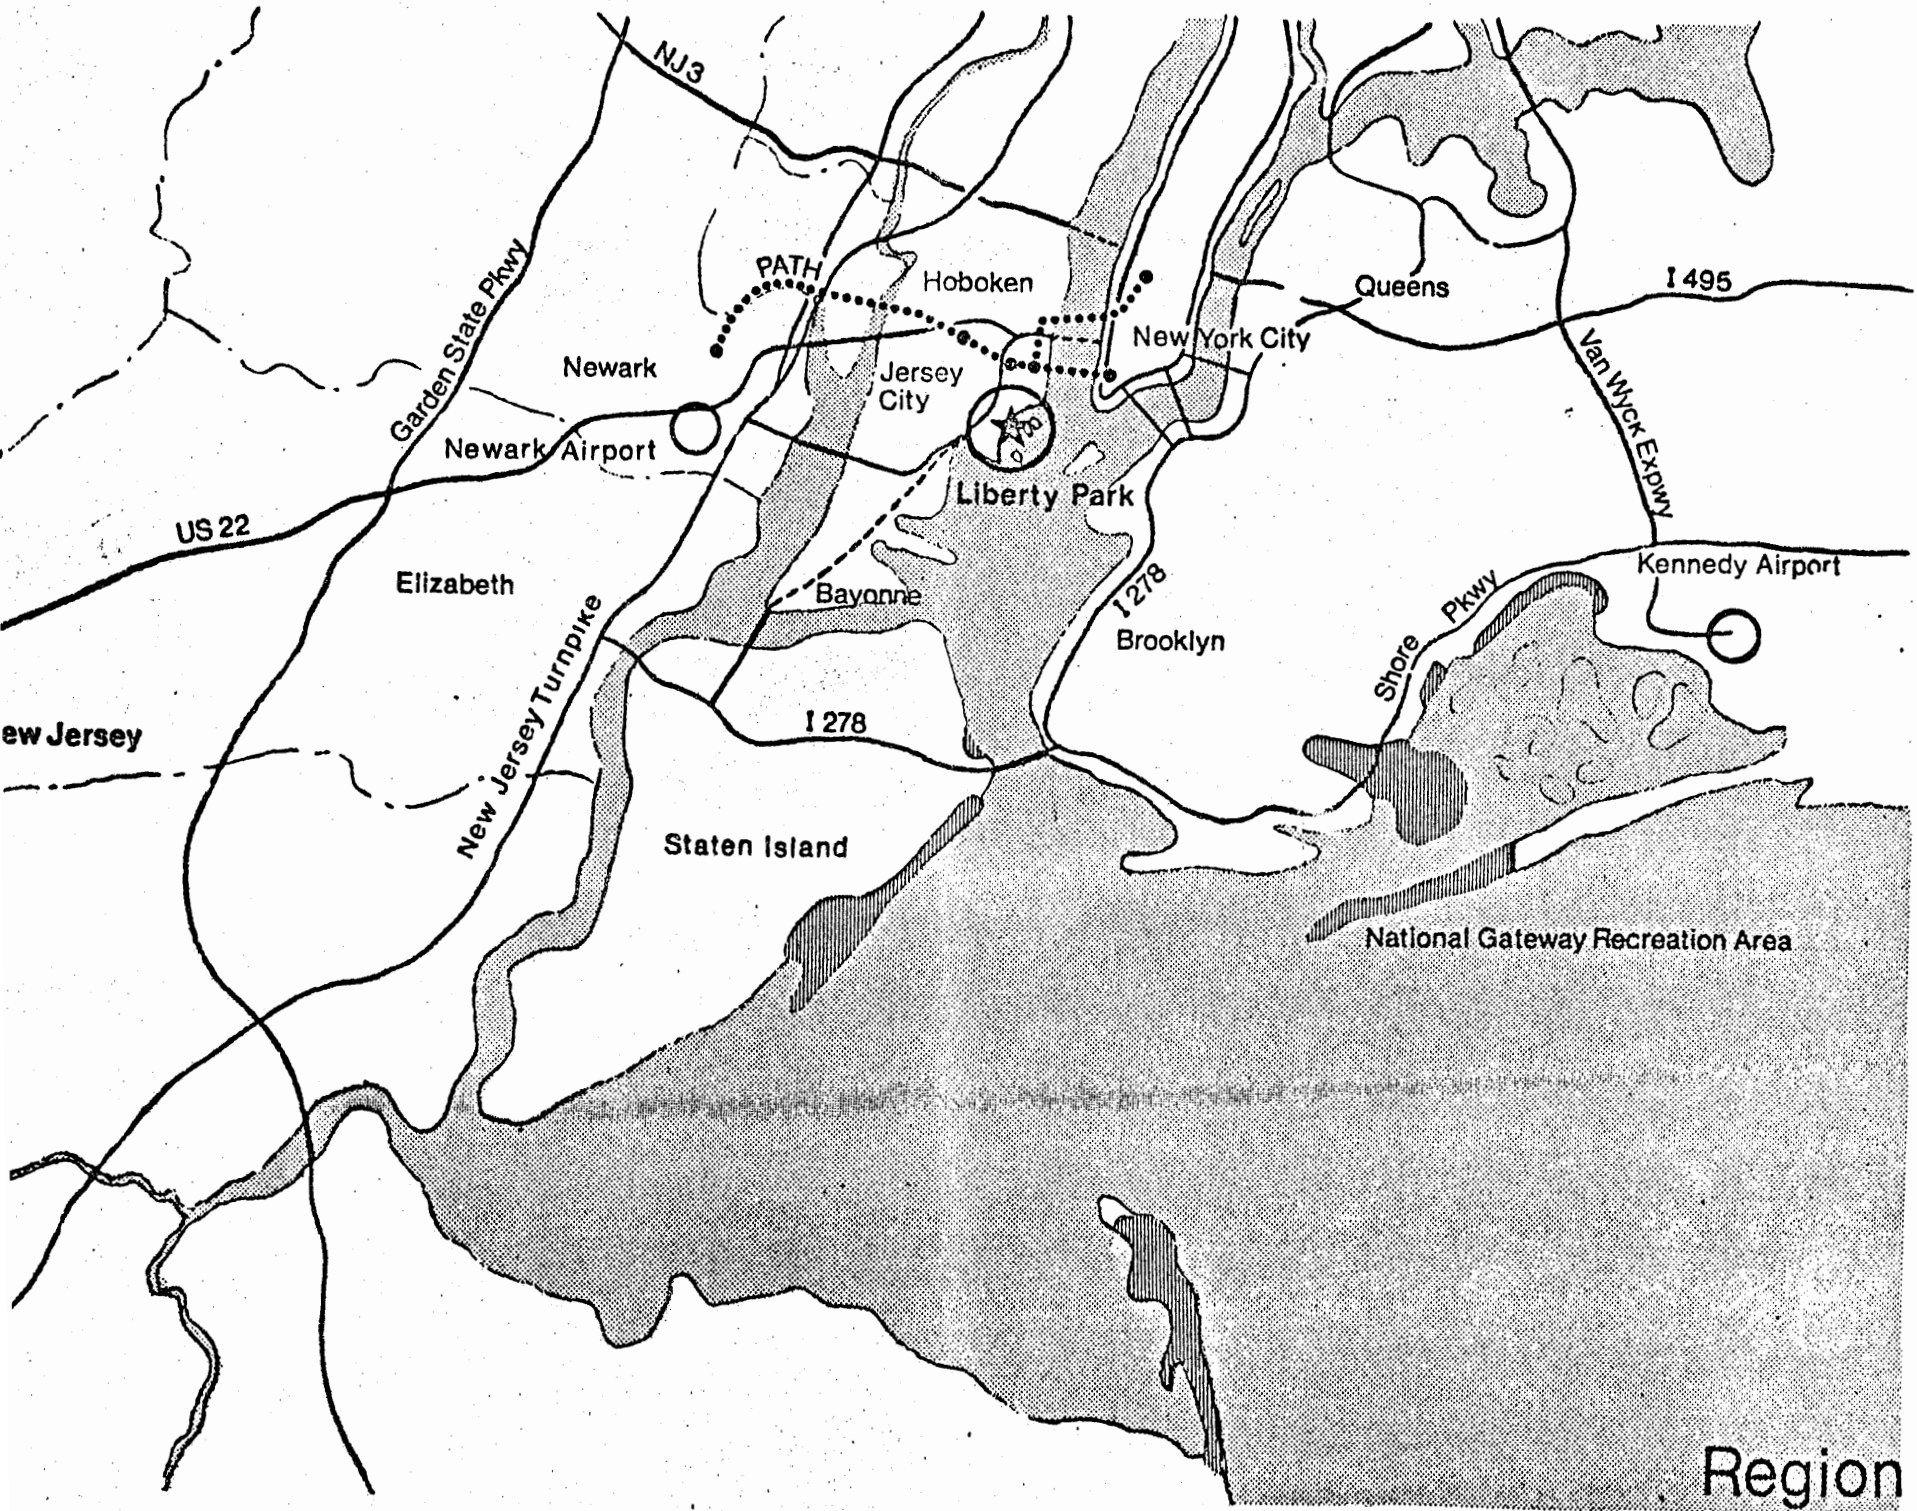 NJ3
Garden State Pkwy
PATH
Hoboken
Queens
I 495
New York City
Newark
Jersey
City
Van Wyck Expwy
Newark Airport
Liberty Park
US 22
Elizabeth
Bayonne
I 278
Kennedy Airport
Shore Pkwy
Brooklyn
New Jersey Turnpike
I 278
ew Jersey
Staten Island
National Gateway Recreation Area
Region